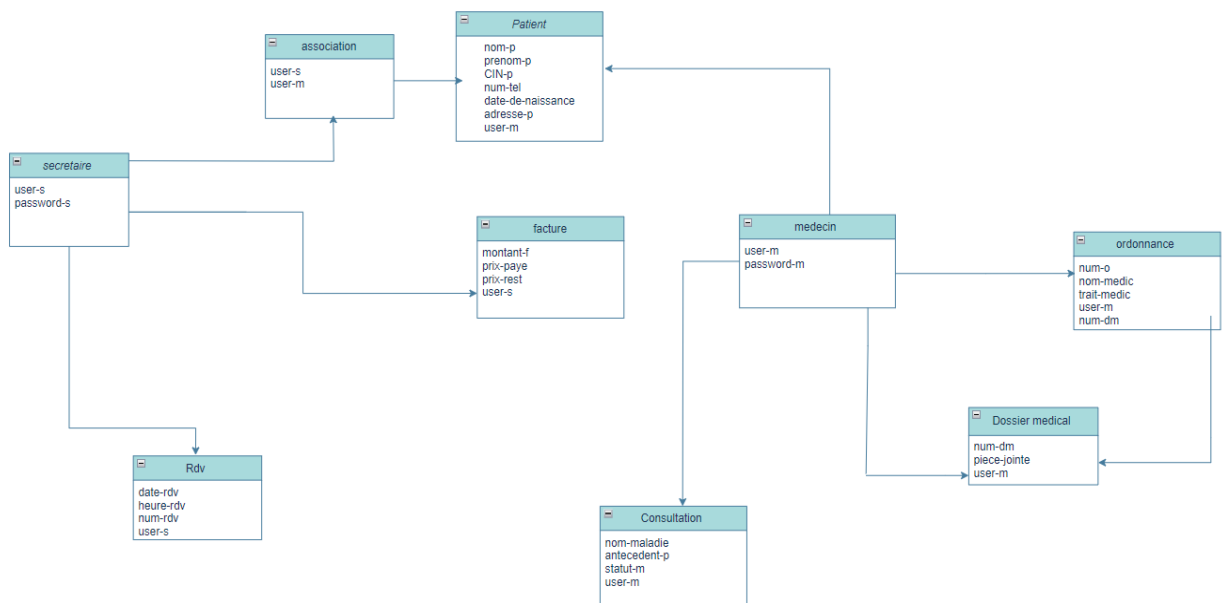 Patient
nom-p
prenom-p
CIN-p
num-tel
date-de-naissance
adresse-p
user-m
association
user-s
user-m
secretaire
user-s
password-s
facture
montant-f
prix-paye
prix-rest
user-s
medecin
user-m
password-m
ordonnance
num-o
nom-medic
trait-medic
user-m
num-dm
Dossier medical
num-dm
piece-jointe
user-m
Rdv
date-rdv
heure-rdv
num-rdv
user-s
Consultation
nom-maladie
antecedent-p
statut-m
user-m